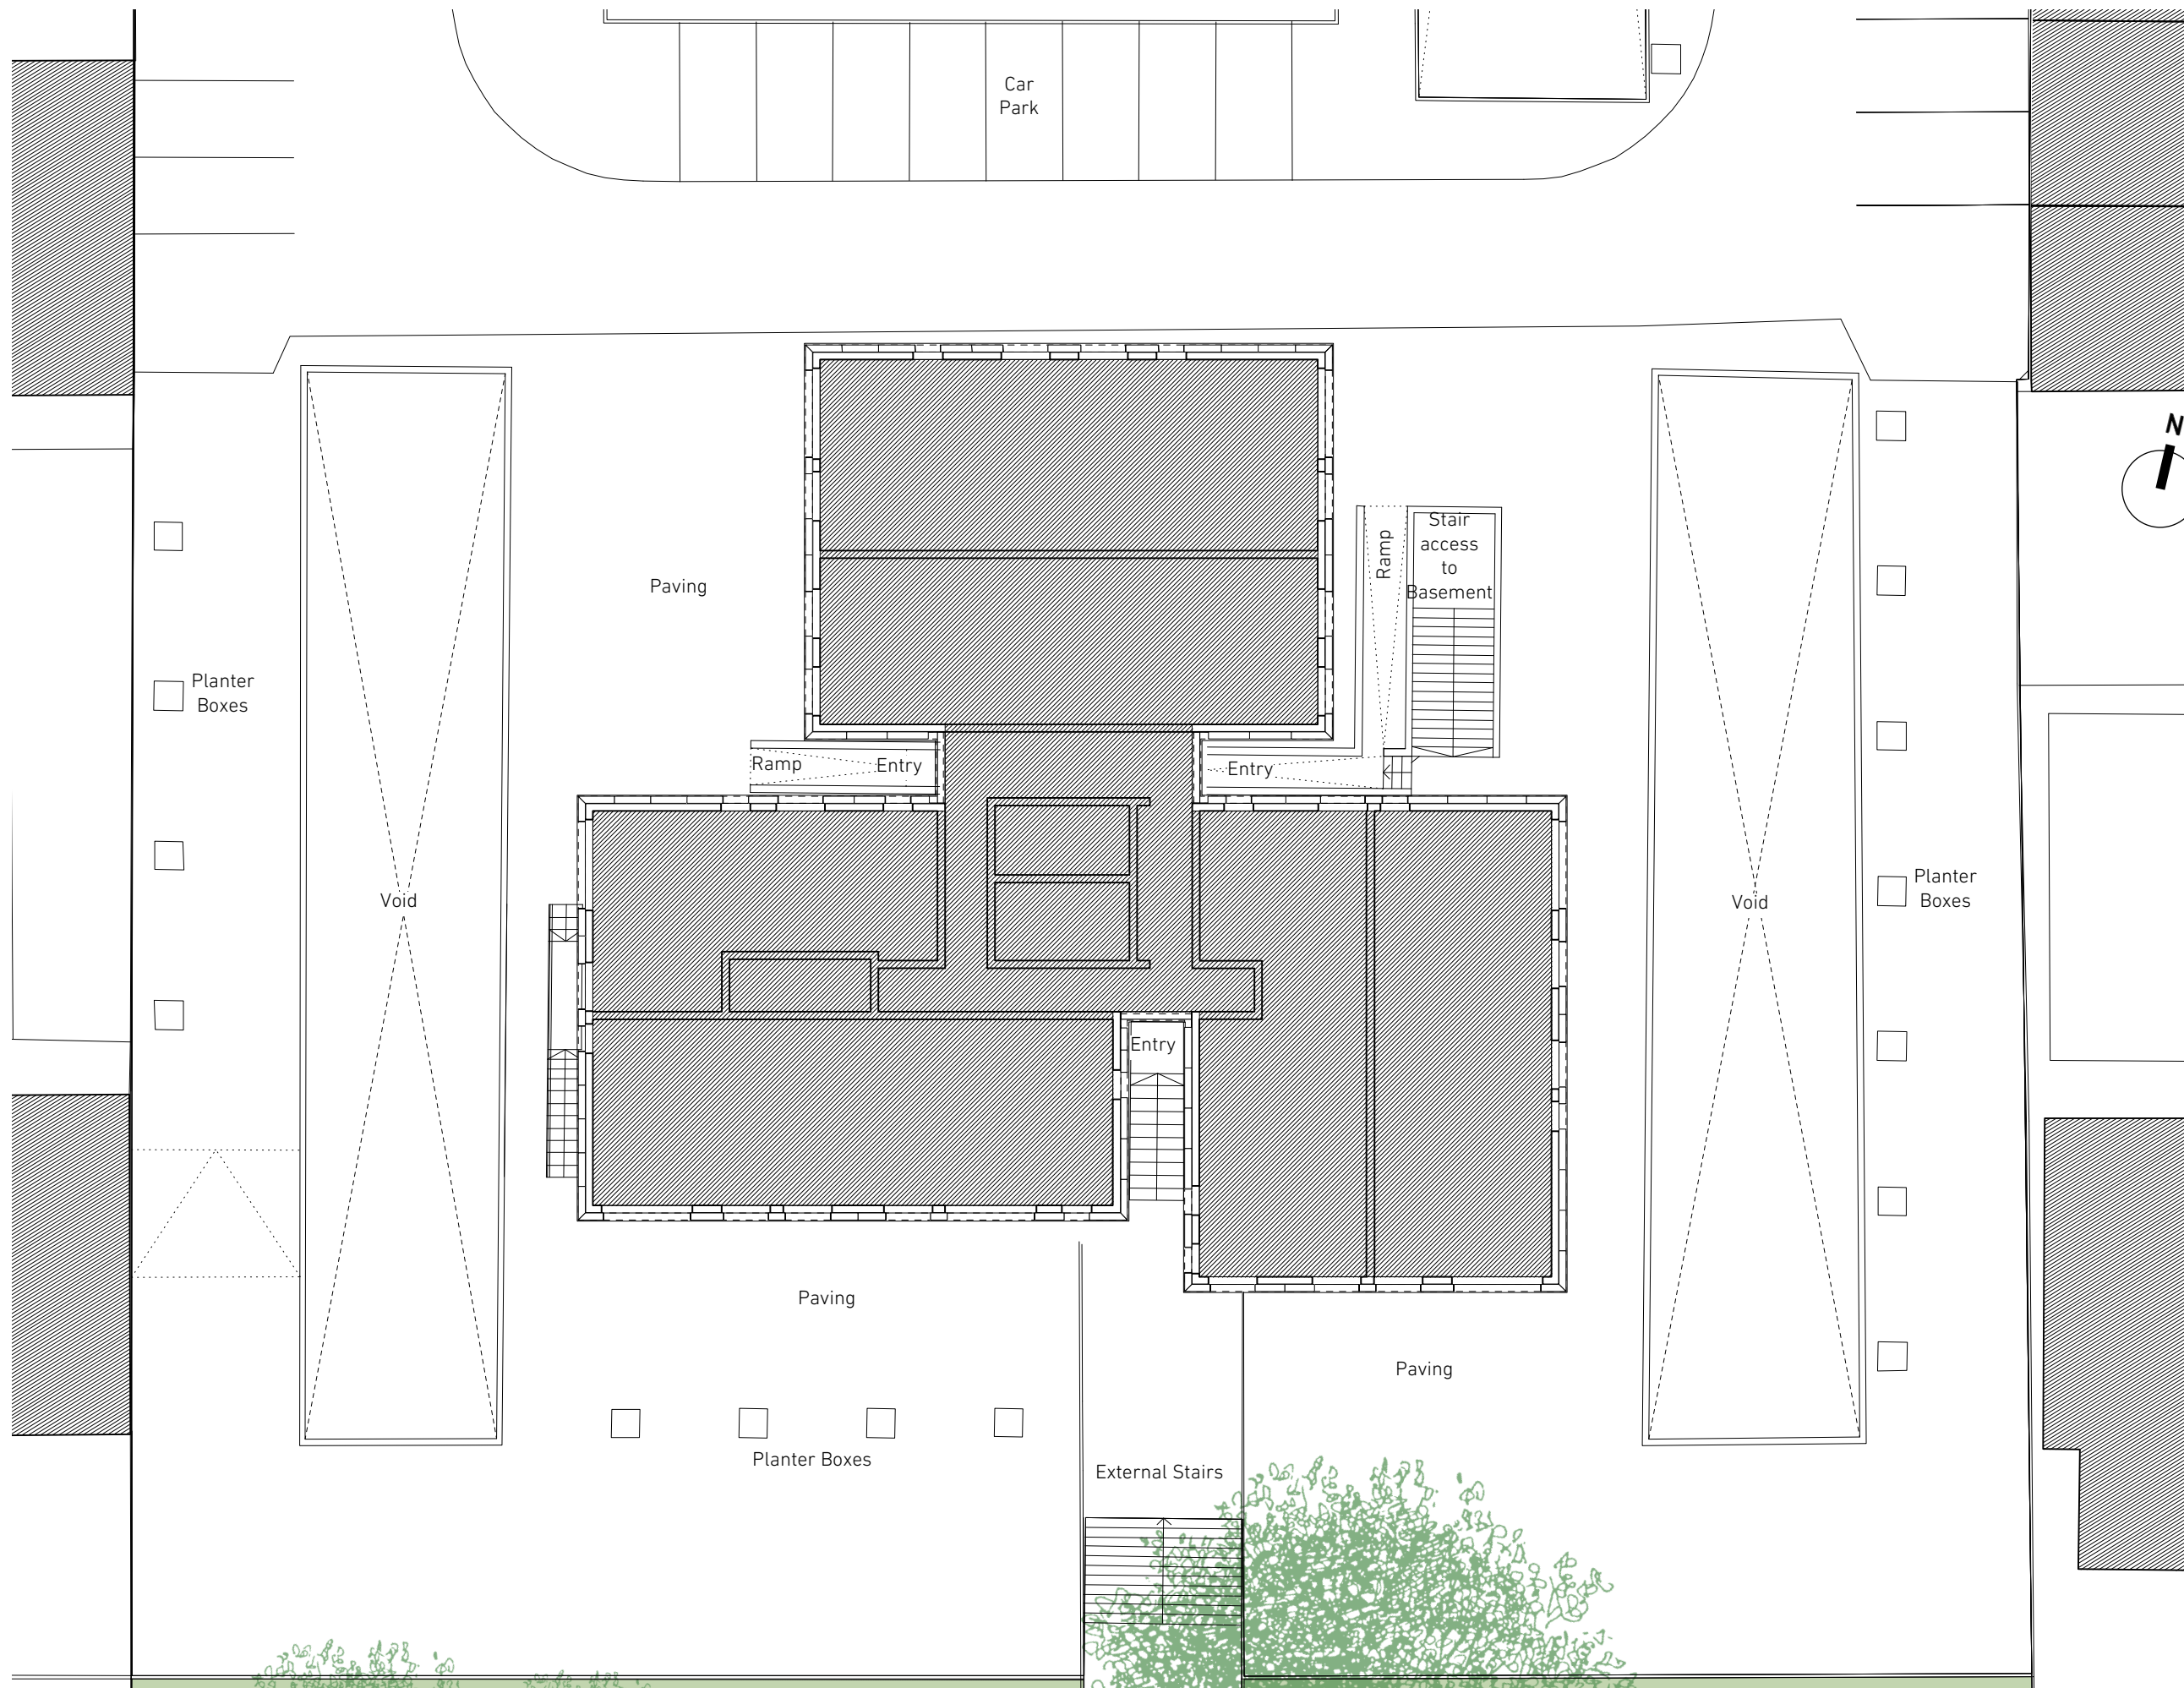 Car
Park
N
Stair
access
to
Basement
Ramp
Paving
Planter
Boxes
Ramp
Entry
Entry
Void
Void
Planter
Boxes
Entry
Paving
Paving
Planter Boxes
External Stairs